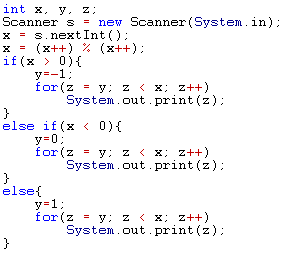 int x, y, z;
Scanner s = new Scanner(System.in);
x = s.nextInt();
x = (x++) % (x++);
if(x > 0){
    y=-1;
    for(z = y; z < x; z++)
        System.out.print(z);
}
else if(x < 0){
    y=0;
    for(z = y; z < x; z++)
        System.out.print(z);
}
else{
    y=1;
    for(z = y; z < x; z++)
        System.out.print(z);
}